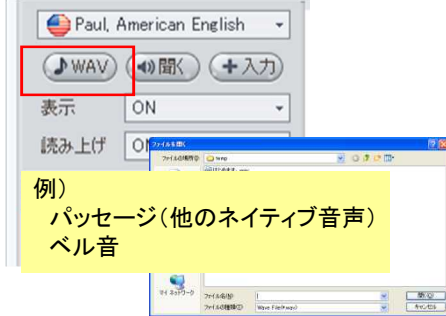 Paul, American English
WAV
聞く
入力
表示
ON
読み上げ
ファイルを開く
ファイルの場所(I):
temp
例）
パッセージ（他のネイティブ音声）
ベル音
マイ ネットワーク
ファイル名(N):
開く(O)
ファイルの種類(T):
Wave File(*.wav)
キャンセル